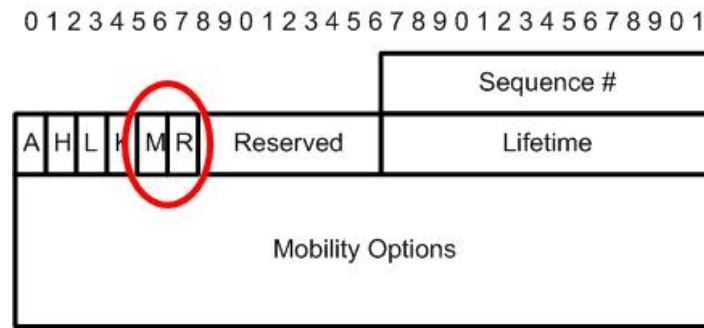 0 1 2 3 4 5 6 7 8 9 0 1 2 3 4 5 6 7 8 9 0 1 2 3 4 5 6 7 8 9 0 1
Sequence #
A H L K M R Reserved Lifetime
Mobility Options